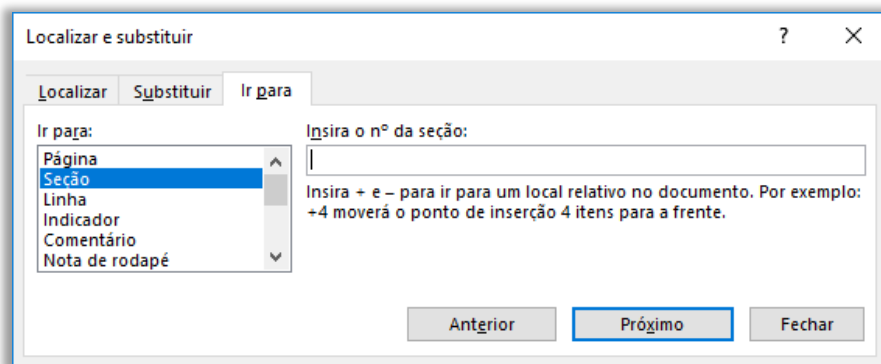 Localizar e substituir
?
Localizar
Substituir
Ir para
Ir para:
Página
Seção
Linha
Indicador
Comentário
Nota de rodapé
Insira o nº da seção:
Insira + e – para ir para um local relativo no documento. Por exemplo:
+4 moverá o ponto de inserção 4 itens para a frente.
Anterior
Próximo
Fechar